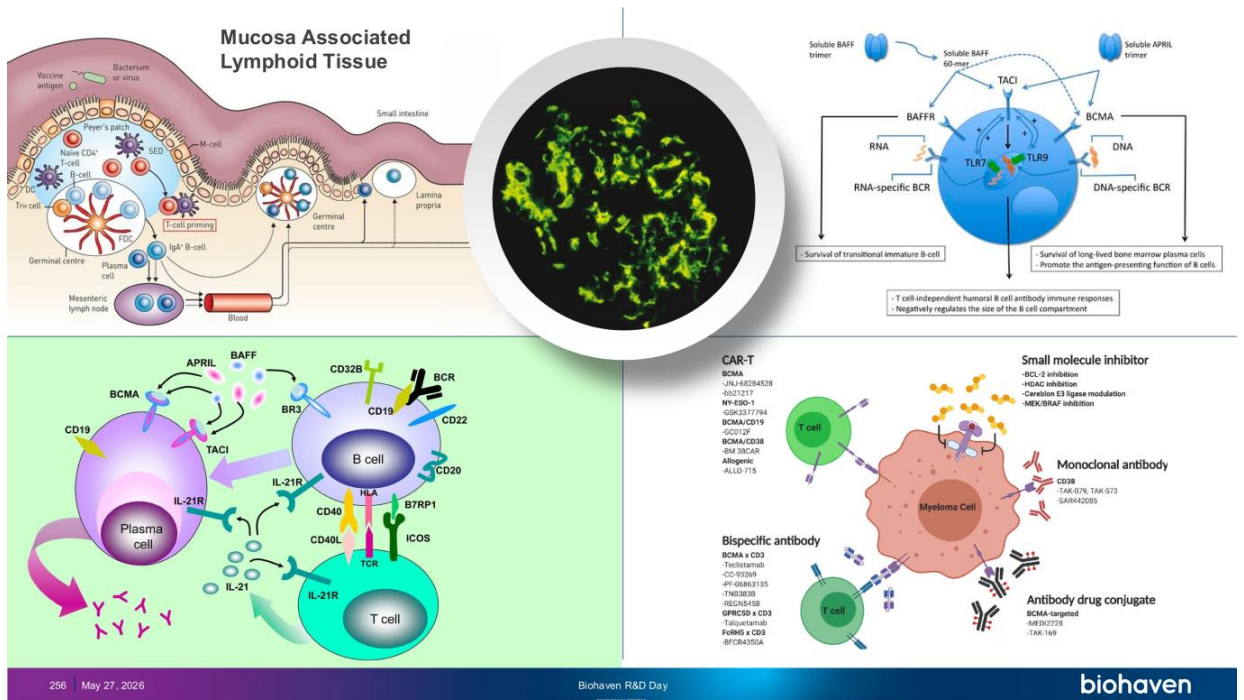 Mucosa Associated
Lymphoid Tissue
Vaccine
antigen
Bacterium
or virus
Peyer's patch
Naïve CD4⁺
T-cell
SED
M-cell
DC
B-cell
TFH cell
T-cell priming
FDC
Germinal centre
IgA⁺ B-cell
Plasma
cell
Mesenteric
lymph node
Blood
Germinal
centre
Small intestine
Lamina
propria
Soluble BAFF
trimer
Soluble BAFF
60-mer
Soluble APRIL
trimer
TACI
BAFFR
BCMA
RNA
DNA
TLR7
TLR9
RNA-specific BCR
DNA-specific BCR
+
+
+
+
- Survival of transitional immature B-cell
- Survival of long-lived bone marrow plasma cells
- Promote the antigen-presenting function of B cells
- T cell-independent humoral B cell antibody immune responses
- Negatively regulates the size of the B cell compartment
APRIL
BAFF
BCMA
CD19
TACI
BR3
CD32B
BCR
CD19
CD22
CD20
B cell
IL-21R
IL-21R
HLA
B7RP1
CD40
CD40L
TCR
ICOS
Plasma
cell
IL-21
IL-21R
T cell
CAR-T
BCMA
-JNJ-68284528
-bb21217
NY-ESO-1
-GSK3377794
BCMA/CD19
-GC012F
BCMA/CD38
-BM 38CAR
Allogenic
-ALLO-715
T cell
Small molecule inhibitor
-BCL-2 inhibition
-HDAC inhibition
-Cereblon E3 ligase modulation
-MEK/BRAF inhibition
Myeloma Cell
Monoclonal antibody
CD38
-TAK-079, TAK-573
-SAR442085
Bispecific antibody
BCMA x CD3
-Teclistamab
-CC-93269
-PF-06863135
-TNB383B
-REGN5458
GPRC5D x CD3
-Talquetamab
FcRH5 x CD3
-BFCR4350A
T cell
Antibody drug conjugate
BCMA-targeted
-MEDI2228
-TAK-169
256 May 27, 2026
Biohaven R&D Day
biohaven